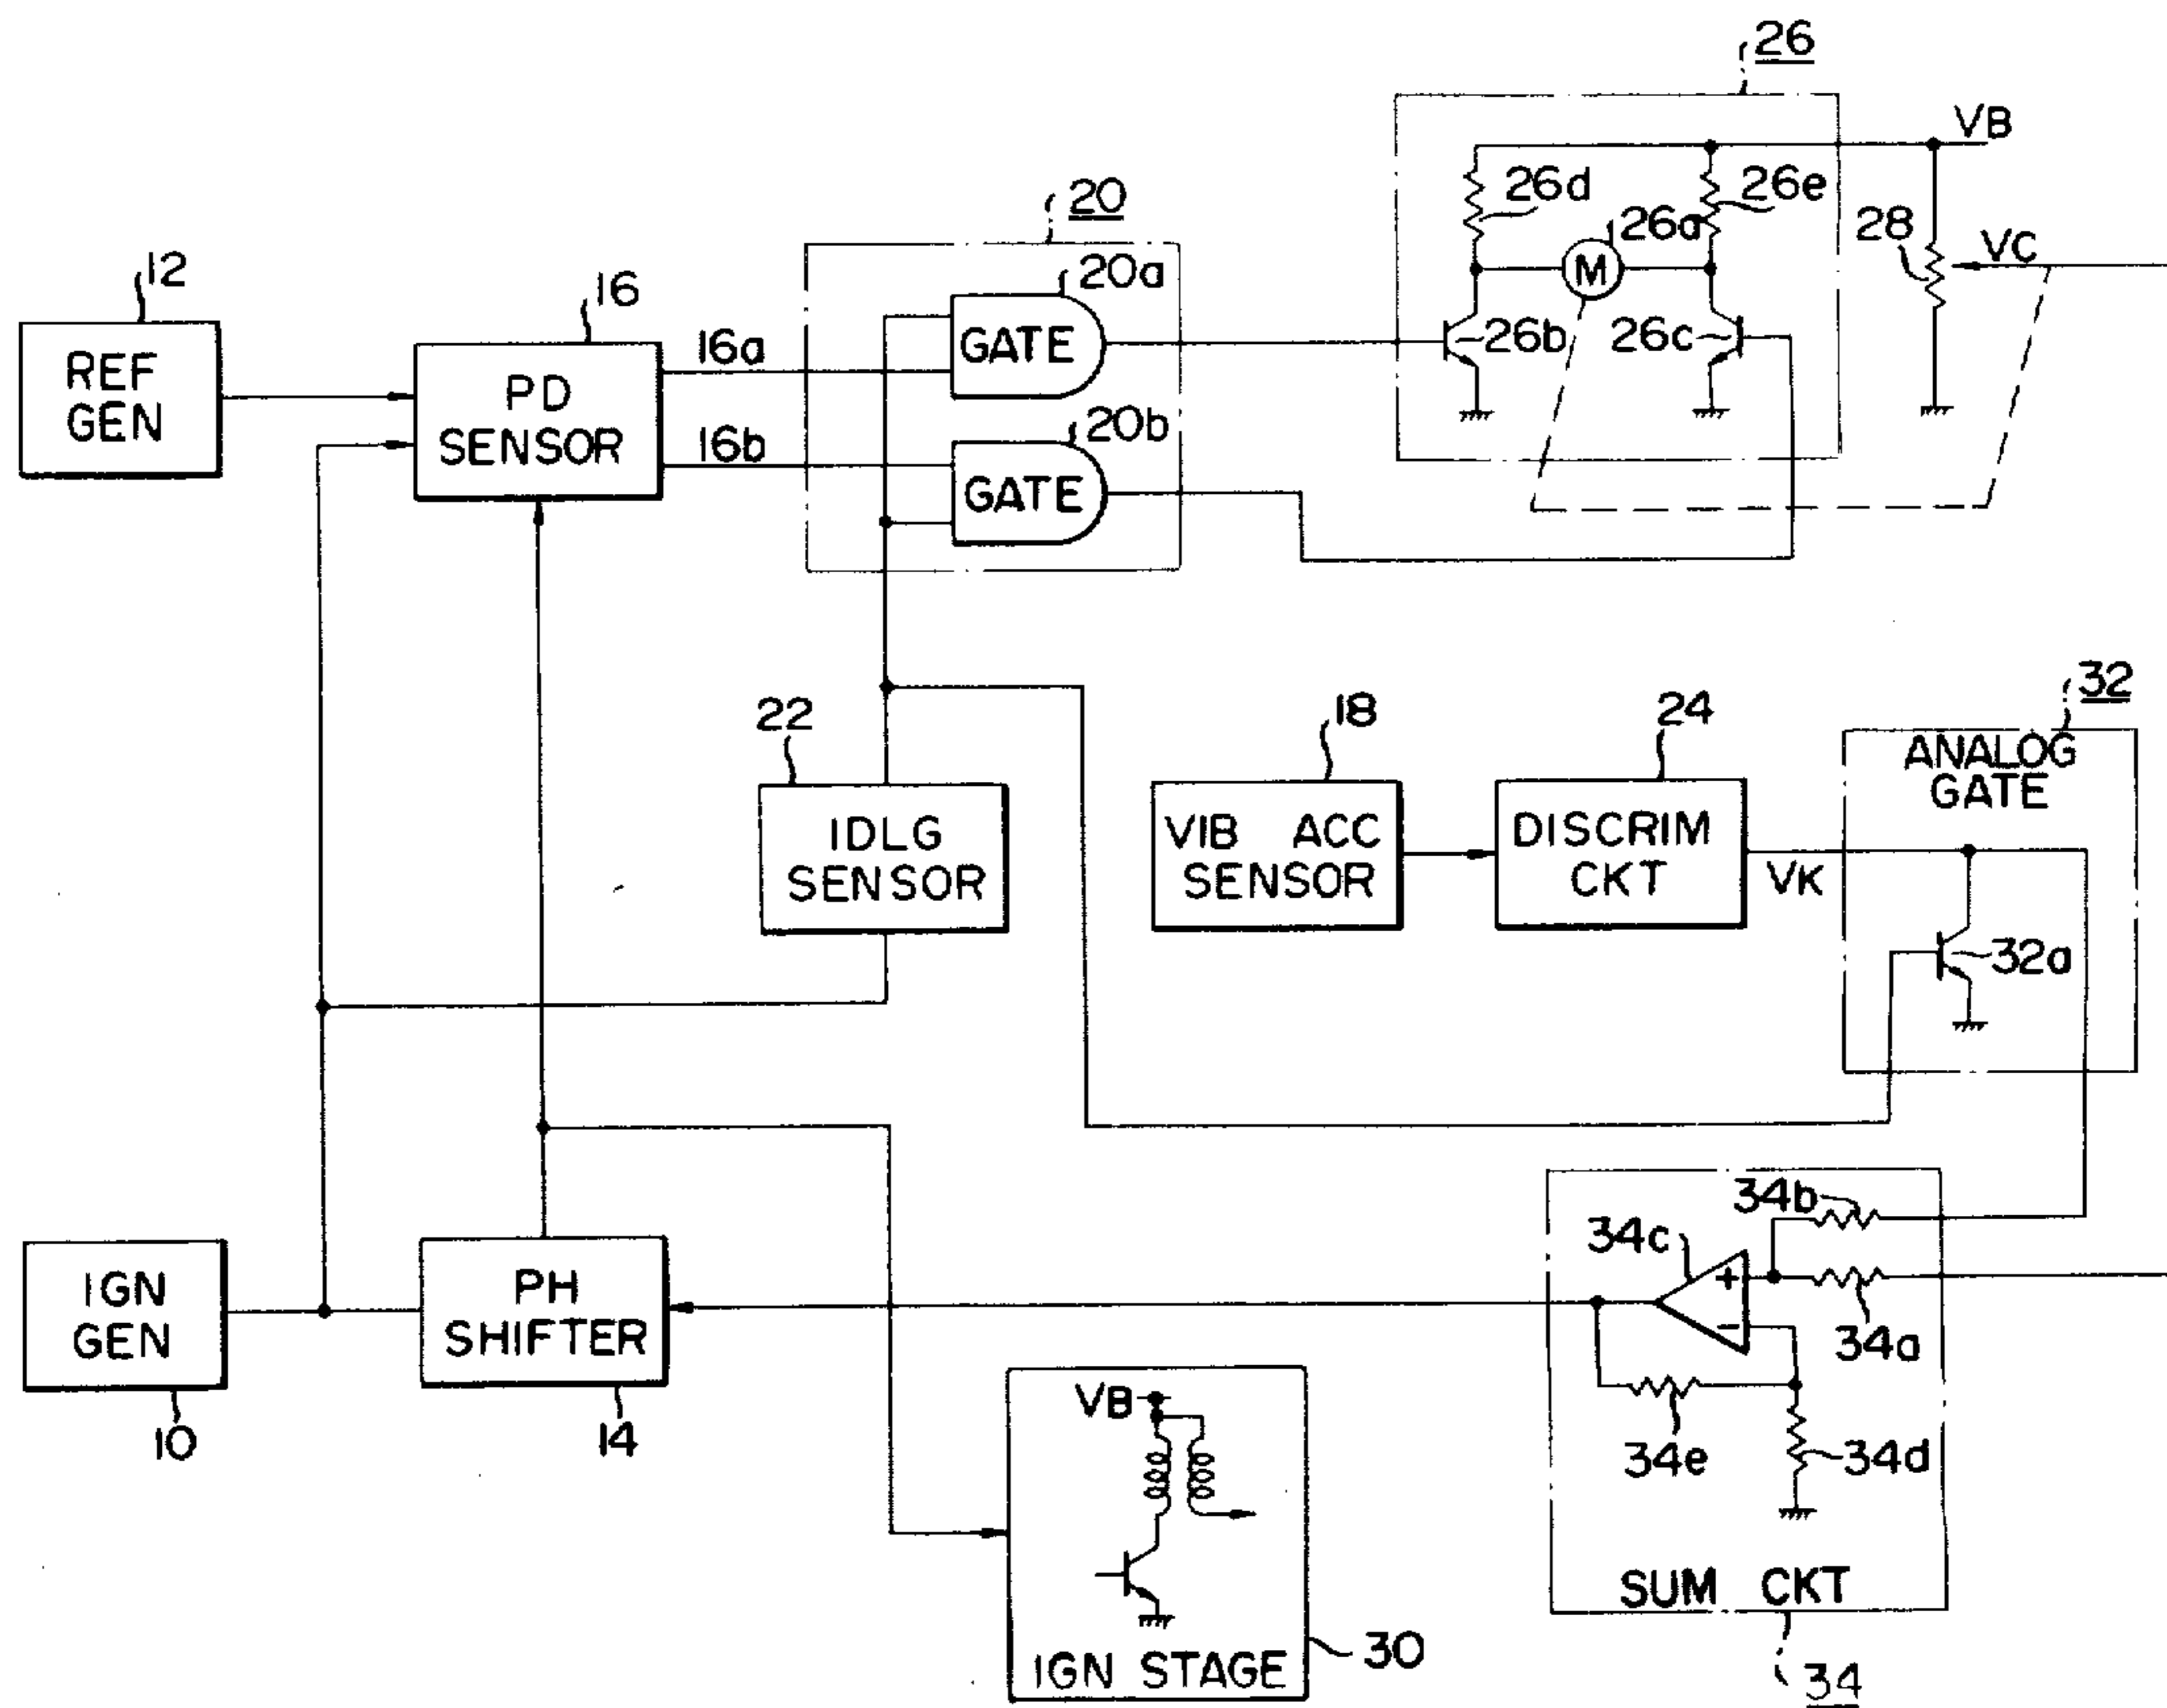 26
VB
20
26d
26e
12
20a
26a
28
VC
16
M
REF
GEN
16a
GATE
26b
26c
PD
SENSOR
16b
20b
GATE
32
22
18
24
ANALOG
GATE
IDLG
SENSOR
VIB ACC
SENSOR
DISCRIM
CKT
VK
32a
34b
34c
+
IGN
GEN
PH
SHIFTER
-
34a
VB
10
14
34e
34d
SUM CKT
30
IGN STAGE
34